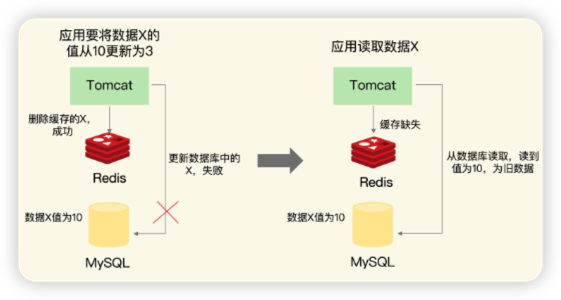 应用要将数据X的
值从10更新为3
Tomcat
删除缓存的X，
成功
Redis
更新数据库中的
X，失败
数据X值为10
MySQL
应用读取数据X
Tomcat
缓存缺失
Redis
从数据库读取，读到
值为10，为旧数据
数据X值为10
MySQL